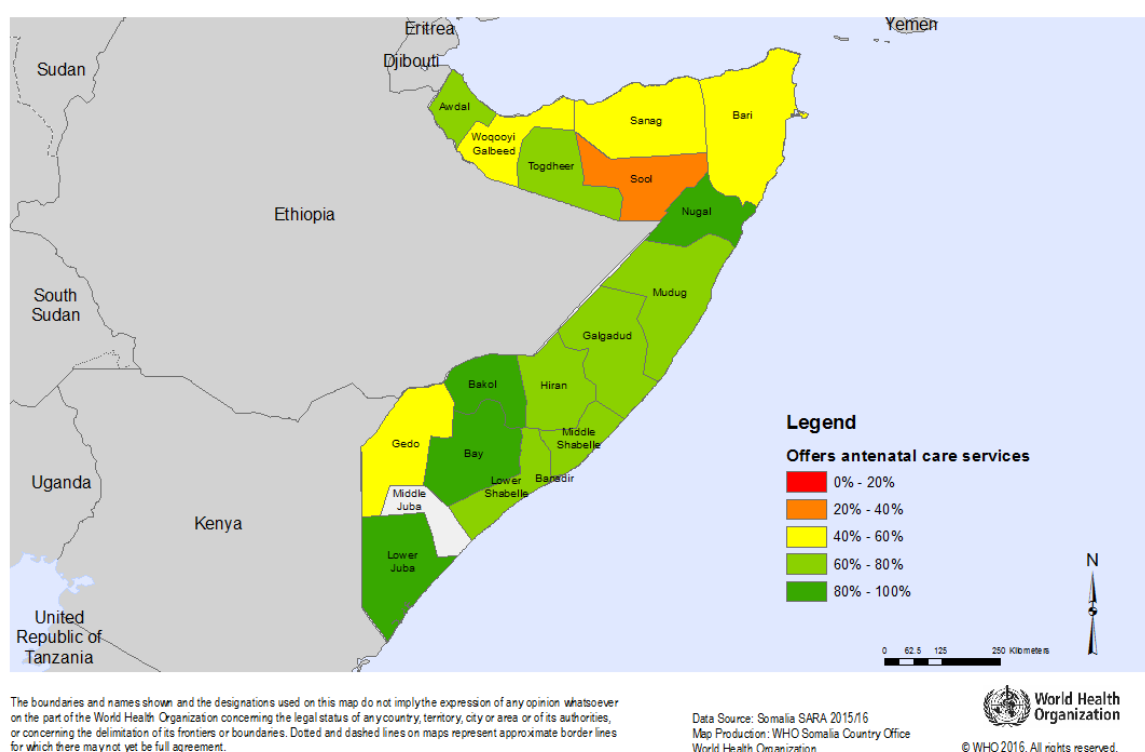 Eritrea
Yemen
Djibouti
Sudan
Awdal
Woqooyi
Galbeed
Togdheer
Sanag
Bari
Sool
Nugal
Ethiopia
South
Sudan
Mudug
Galgadud
Bakol
Hiran
Gedo
Bay
Middle
Shabelle
Lower
Shabelle
Banadir
Middle
Juba
Lower
Juba
Uganda
Kenya
United
Republic of
Tanzania
Legend
Offers antenatal care services
0% - 20%
20% - 40%
40% - 60%
60% - 80%
80% - 100%
N
0 62.5 125 250 Kilometers
The boundaries and names shown and the designations used on this map do not imply the expression of any opinion whatsoever
on the part of the World Health Organization concerning the legal status of any country, territory, city or area or of its authorities,
or concerning the delimitation of its frontiers or boundaries. Dotted and dashed lines on maps represent approximate border lines
for which there may not yet be full agreement.
Data Source: Somalia SARA 2015/16
Map Production: WHO Somalia Country Office
World Health Organization
World Health
Organization
© WHO 2016. All rights reserved.